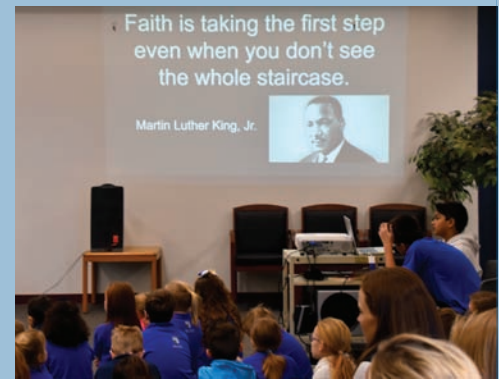 Faith is taking the first step
even when you don't see
the whole staircase.
Martin Luther King, Jr.